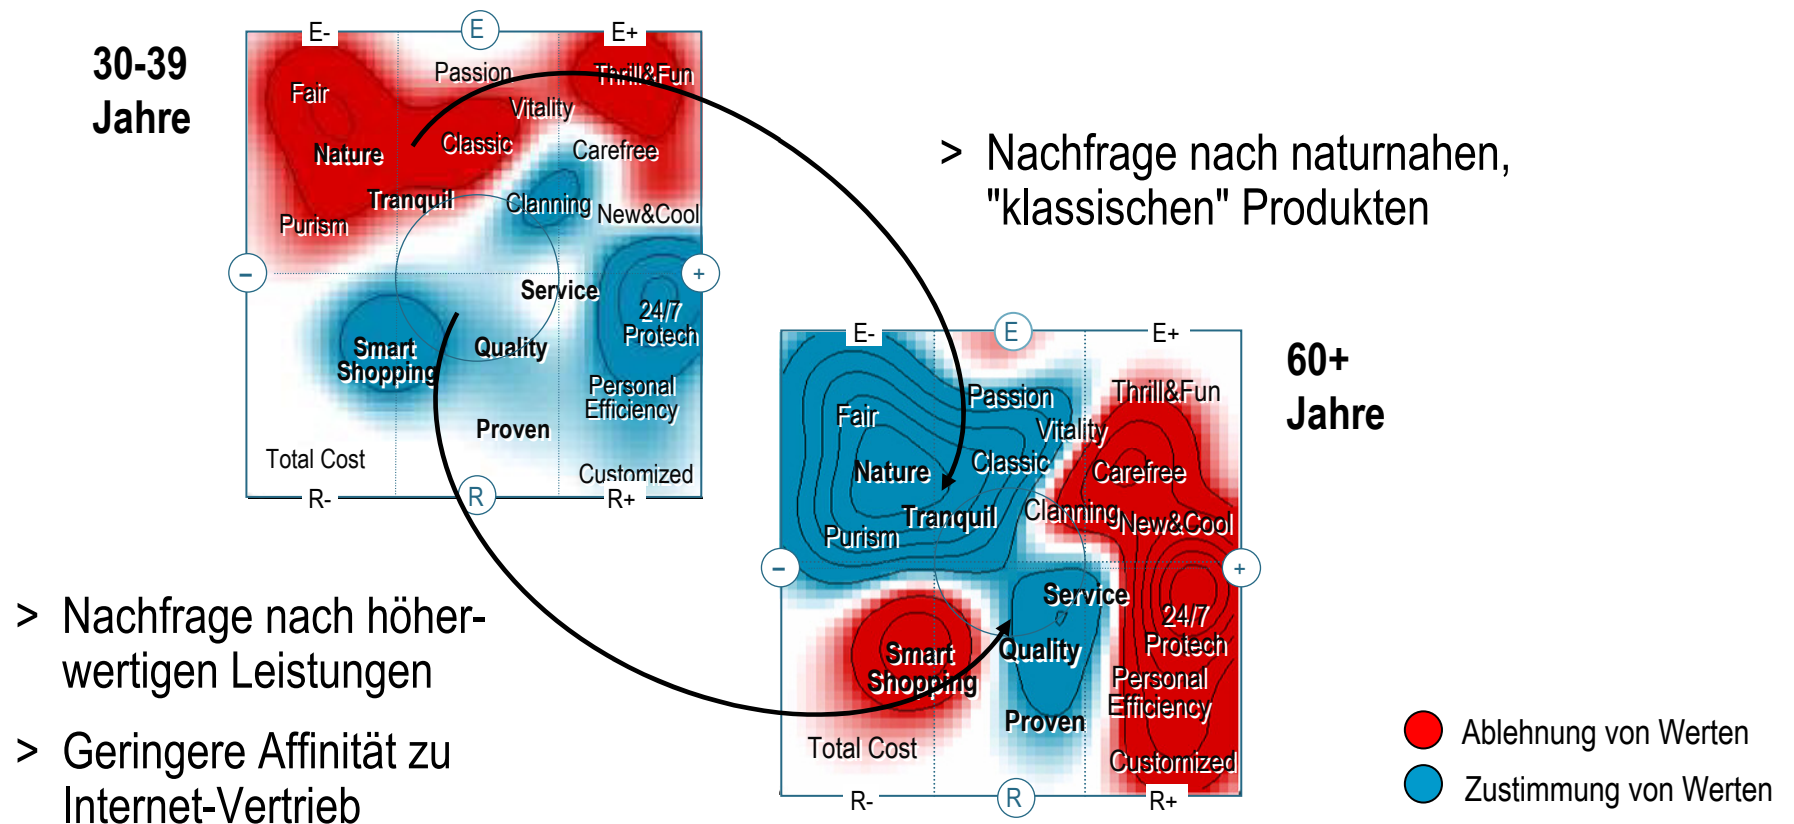 30-39
Jahre
E-
E
E+
Passion
Thrill&Fun
Fair
Vitality
Classic
Nature
Carefree
Tranquil
Clanning
New&Cool
Purism
–
+
Service
24/7
Protech
Smart
Shopping
Quality
Personal
Efficiency
Proven
Total Cost
Customized
R-
R
R+
> Nachfrage nach naturnahen,
"klassischen" Produkten
60+
Jahre
E-
E
E+
Thrill&Fun
Passion
Fair
Vitality
Classic
Carefree
Nature
Tranquil
Clanning
New&Cool
Purism
–
+
Service
24/7
Protech
Smart
Shopping
Quality
Personal
Efficiency
Proven
Total Cost
Customized
R-
R
R+
> Nachfrage nach höher-
wertigen Leistungen
> Geringere Affinität zu
Internet-Vertrieb
Ablehnung von Werten
Zustimmung von Werten